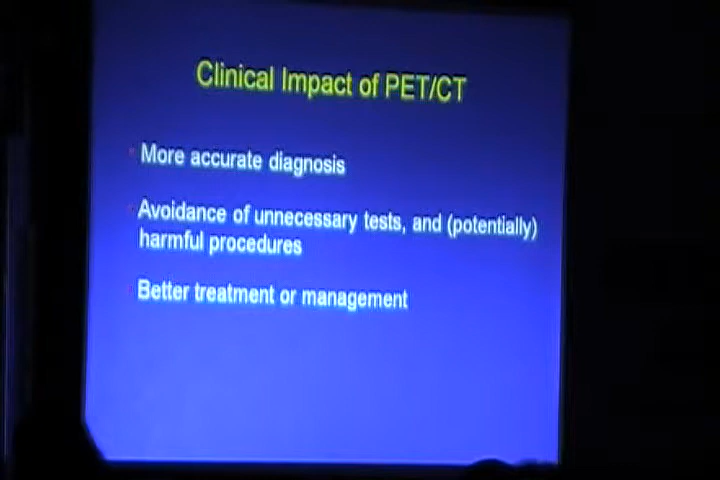 Clinical Impact of PET/CT
More accurate diagnosis
Avoidance of unnecessary tests, and (potentially)
harmful procedures
Better treatment or management